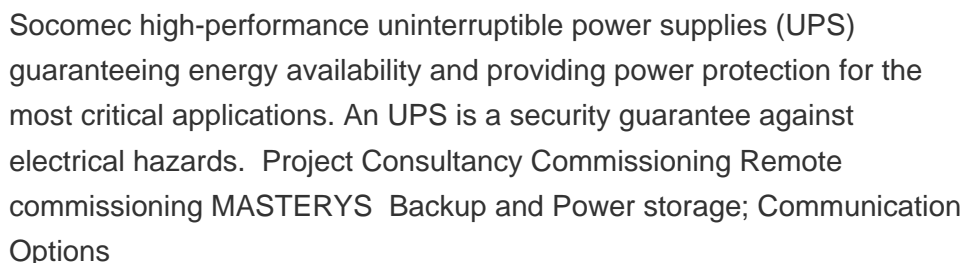 Socomec high-performance uninterruptible power supplies (UPS)
guaranteeing energy availability and providing power protection for the
most critical applications. An UPS is a security guarantee against
electrical hazards.  Project Consultancy Commissioning Remote
commissioning MASTERYS  Backup and Power storage; Communication
Options